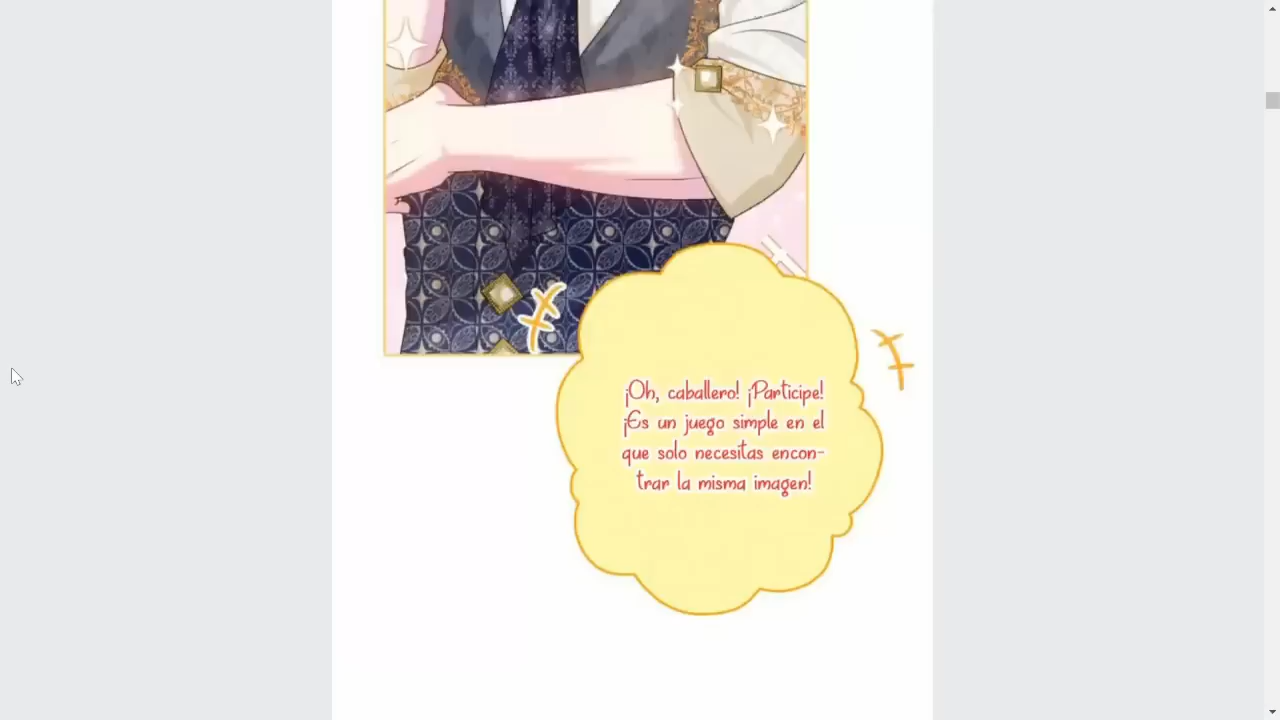 ¡Oh, caballero! ¡Participe!
¡Es un juego simple en el
que solo necesitas encon-
trar la misma imagen!